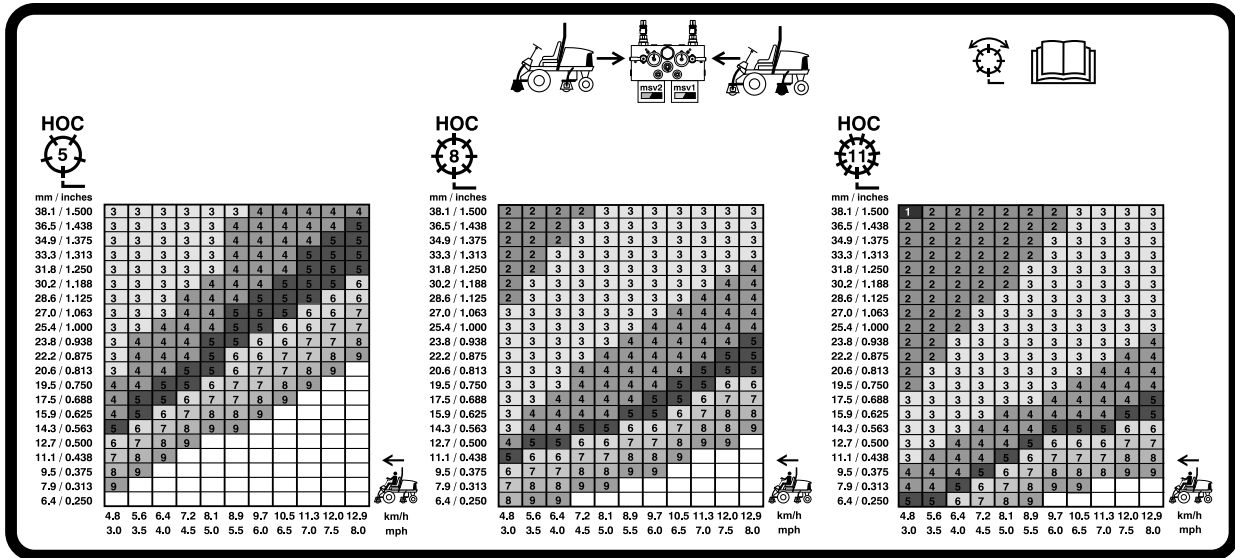 msv2 msv1
HOC
5
mm / inches
38.1 / 1.500 3 3 3 3 3 3 4 4 4 4 4
36.5 / 1.438 3 3 3 3 3 4 4 4 4 4 5
34.9 / 1.375 3 3 3 3 3 4 4 4 4 5 5
33.3 / 1.313 3 3 3 3 3 4 4 4 5 5 5
31.8 / 1.250 3 3 3 3 3 4 4 4 5 5 5
30.2 / 1.188 3 3 3 3 4 4 4 5 5 5 6
28.6 / 1.125 3 3 3 4 4 4 5 5 5 6 6
27.0 / 1.063 3 3 3 4 4 5 5 5 6 6 7
25.4 / 1.000 3 3 4 4 4 5 5 6 6 7 7
23.8 / 0.938 3 4 4 4 5 5 6 6 7 7 8
22.2 / 0.875 3 4 4 4 5 6 6 7 7 8 9
20.6 / 0.813 3 4 4 5 5 6 7 7 8 9
19.5 / 0.750 4 4 5 5 6 7 7 8 9
17.5 / 0.688 4 5 5 6 7 7 8 9
15.9 / 0.625 4 5 6 7 8 8 9
14.3 / 0.563 5 6 7 8 9 9
12.7 / 0.500 6 7 8 9
11.1 / 0.438 7 8 9
9.5 / 0.375 8 9
7.9 / 0.313 9
6.4 / 0.250
4.8 5.6 6.4 7.2 8.1 8.9 9.7 10.5 11.3 12.0 12.9 km/h
3.0 3.5 4.0 4.5 5.0 5.5 6.0 6.5 7.0 7.5 8.0 mph
HOC
8
mm / inches
38.1 / 1.500 2 2 2 2 3 3 3 3 3 3 3
36.5 / 1.438 2 2 2 3 3 3 3 3 3 3 3
34.9 / 1.375 2 2 2 3 3 3 3 3 3 3 3
33.3 / 1.313 2 2 3 3 3 3 3 3 3 3 3
31.8 / 1.250 2 2 3 3 3 3 3 3 3 3 4
30.2 / 1.188 2 3 3 3 3 3 3 3 3 4 4
28.6 / 1.125 2 3 3 3 3 3 3 3 4 4 4
27.0 / 1.063 3 3 3 3 3 3 3 4 4 4 4
25.4 / 1.000 3 3 3 3 3 3 4 4 4 4 4
23.8 / 0.938 3 3 3 3 3 4 4 4 4 4 5
22.2 / 0.875 3 3 3 3 4 4 4 4 4 5 5
20.6 / 0.813 3 3 3 4 4 4 4 4 5 5 5
19.5 / 0.750 3 3 3 4 4 4 4 5 5 6 6
17.5 / 0.688 3 3 4 4 4 4 5 5 6 6 7
15.9 / 0.625 3 4 4 4 4 5 5 6 7 7 8
14.3 / 0.563 3 4 4 5 5 6 6 7 7 8 8
12.7 / 0.500 4 5 5 6 6 7 7 8 9 9
11.1 / 0.438 5 6 6 7 7 8 8 9
9.5 / 0.375 6 7 7 8 8 9 9
7.9 / 0.313 7 8 8 9 9
6.4 / 0.250 8 9 9
4.8 5.6 6.4 7.2 8.1 8.9 9.7 10.5 11.3 12.0 12.9 km/h
3.0 3.5 4.0 4.5 5.0 5.5 6.0 6.5 7.0 7.5 8.0 mph
HOC
11
mm / inches
38.1 / 1.500 1 2 2 2 2 2 2 3 3 3 3
36.5 / 1.438 2 2 2 2 2 2 2 3 3 3 3
34.9 / 1.375 2 2 2 2 2 2 3 3 3 3 3
33.3 / 1.313 2 2 2 2 2 2 3 3 3 3 3
31.8 / 1.250 2 2 2 2 2 3 3 3 3 3 3
30.2 / 1.188 2 2 2 2 3 3 3 3 3 3 3
28.6 / 1.125 2 2 2 2 3 3 3 3 3 3 3
27.0 / 1.063 2 2 2 3 3 3 3 3 3 3 3
25.4 / 1.000 2 2 2 3 3 3 3 3 3 3 3
23.8 / 0.938 2 2 3 3 3 3 3 3 3 3 4
22.2 / 0.875 2 2 3 3 3 3 3 3 3 4 4
20.6 / 0.813 2 3 3 3 3 3 3 3 4 4 4
19.5 / 0.750 2 3 3 3 3 3 3 4 4 4 4
17.5 / 0.688 3 3 3 3 3 3 4 4 4 4 5
15.9 / 0.625 3 3 3 3 4 4 4 4 4 5 5
14.3 / 0.563 3 3 3 4 4 4 5 5 5 6 6
12.7 / 0.500 3 3 4 4 4 5 6 6 6 7 7
11.1 / 0.438 3 4 4 4 5 6 6 7 7 8 8
9.5 / 0.375 4 4 4 5 6 7 8 8 8 9 9
7.9 / 0.313 4 4 5 6 7 8 9 9
6.4 / 0.250 5 5 6 7 8 9
4.8 5.6 6.4 7.2 8.1 8.9 9.7 10.5 11.3 12.0 12.9 km/h
3.0 3.5 4.0 4.5 5.0 5.5 6.0 6.5 7.0 7.5 8.0 mph